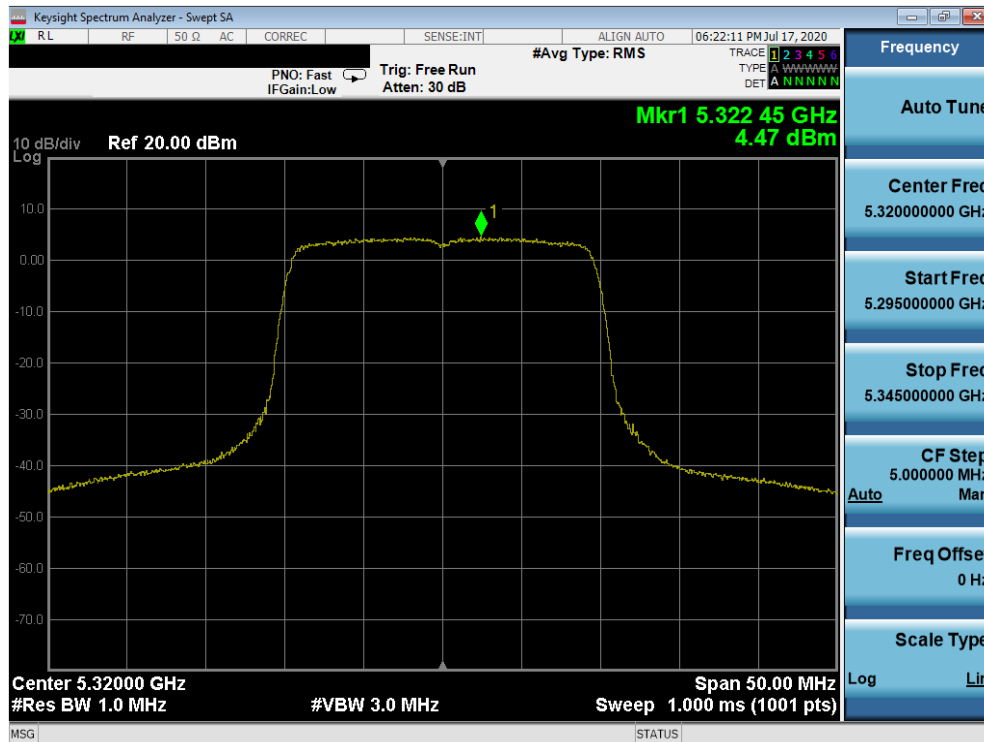 Keysight Spectrum Analyzer - Swept SA
LXI RL RF 50 Ω AC CORREC SENSE:INT ALIGN AUTO 06:22:11 PM Jul 17, 2020
#Avg Type: RMS
TRACE 1 2 3 4 5 6
PNO: Fast Trig: Free Run
TYPE A WWWWW
IFGain:Low Atten: 30 dB
DET A N N N N N
Mkr1 5.322 45 GHz
4.47 dBm
10 dB/div Ref 20.00 dBm
Log
1
10.0
0.00
-10.0
-20.0
-30.0
-40.0
-50.0
-60.0
-70.0
Center 5.32000 GHz Span 50.00 MHz
#Res BW 1.0 MHz #VBW 3.0 MHz Sweep 1.000 ms (1001 pts)
MSG STATUS
Frequency
Auto Tune
Center Freq
5.320000000 GHz
Start Freq
5.295000000 GHz
Stop Freq
5.345000000 GHz
CF Step
5.000000 MHz
Auto Man
Freq Offset
0 Hz
Scale Type
Log Lin